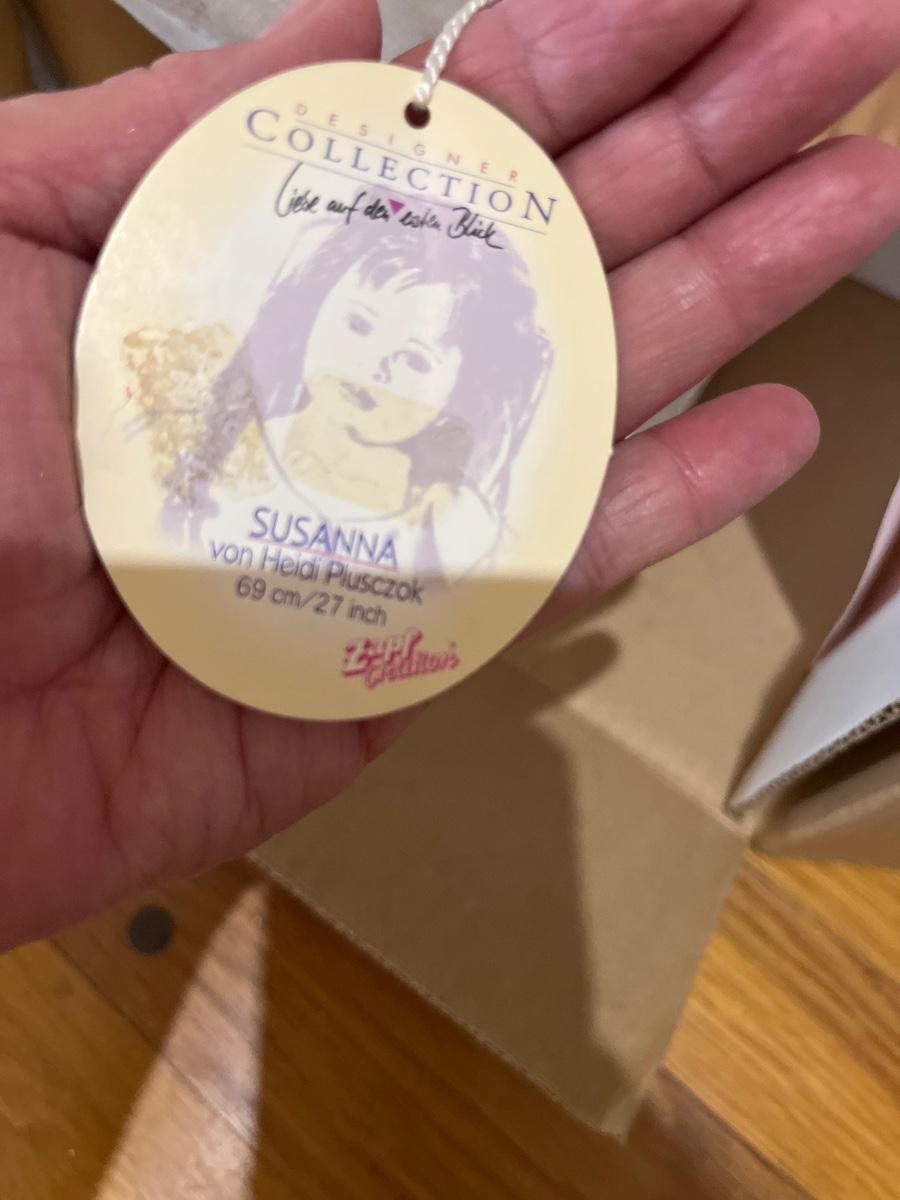 DESIGNER
COLLECTION
Liebe auf den ersten Blick
SUSANNA
von Heidi Plusczok
69 cm/27 inch
Zapf
Creation®